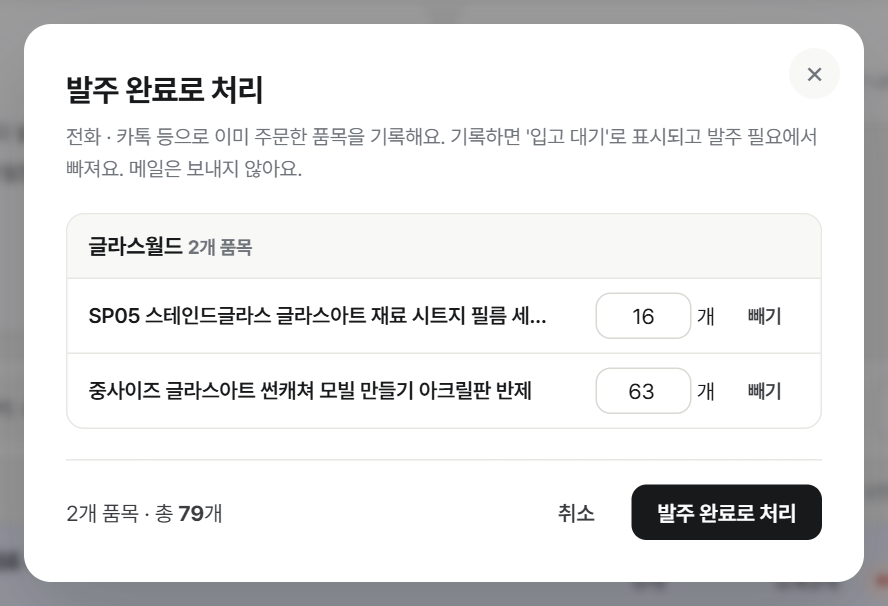 발주 완료로 처리
전화 · 카톡 등으로 이미 주문한 품목을 기록해요. 기록하면 '입고 대기'로 표시되고 발주 필요에서
빠져요. 메일은 보내지 않아요.
글라스월드 2개 품목
SP05 스테인드글라스 글라스아트 재료 시트지 필름 세... 16 개 빼기
중사이즈 글라스아트 썬캐쳐 모빌 만들기 아크릴판 반제 63 개 빼기
2개 품목 · 총 79개 취소 발주 완료로 처리